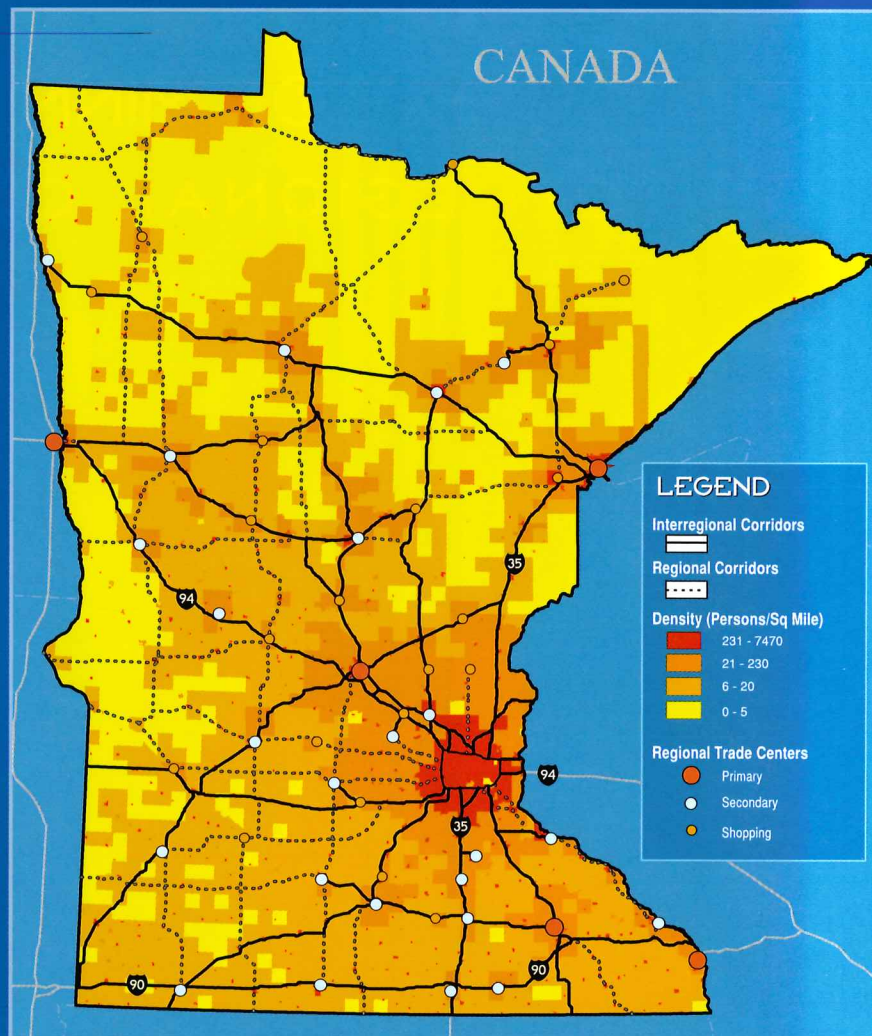 CANADA
35
94
94
35
90
90
LEGEND
Interregional Corridors
Regional Corridors
Density (Persons/Sq Mile)
231 - 7470
21 - 230
6 - 20
0 - 5
Regional Trade Centers
Primary
Secondary
Shopping